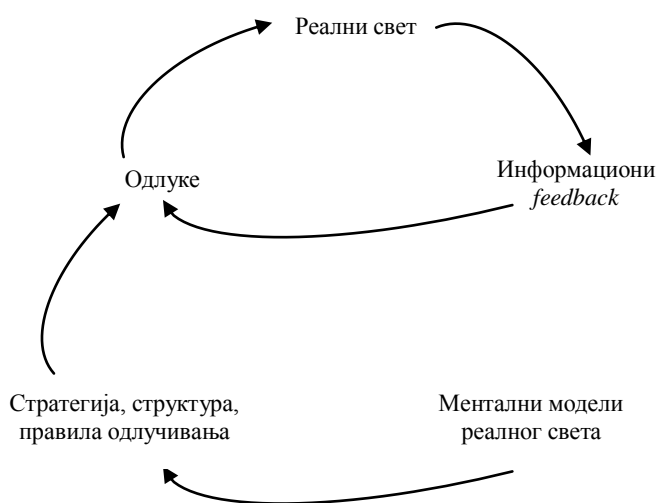 Реални свет
Одлуке
Информациони
feedback
Стратегија, структура,
правила одлучивања
Ментални модели
реалног света